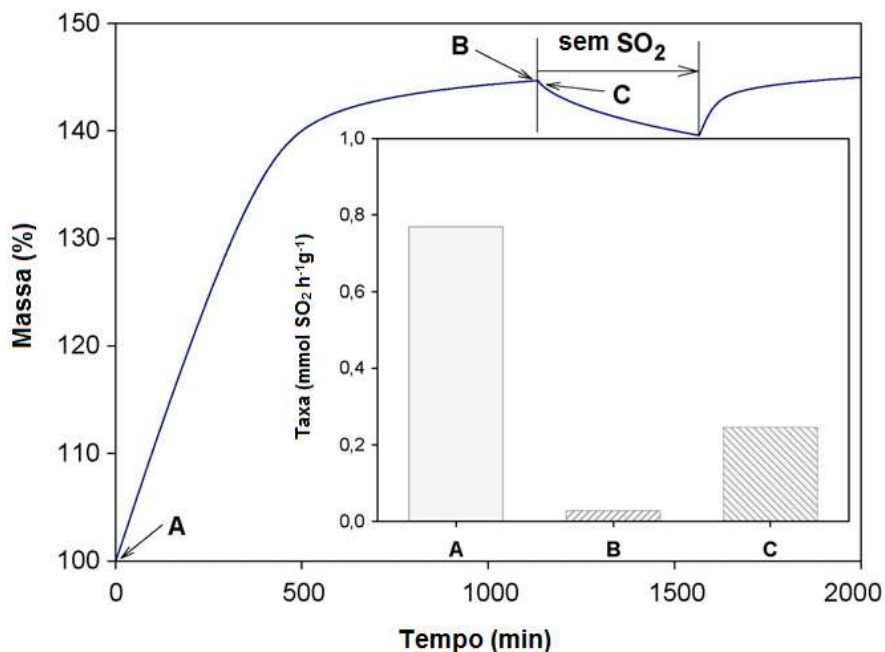 150
140
130
120
110
100
Massa (%)
B
sem SO₂
C
A
1,0
0,8
0,6
0,4
0,2
0,0
Taxa (mmol SO₂ h⁻¹g⁻¹)
A
B
C
0
500
1000
1500
2000
Tempo (min)